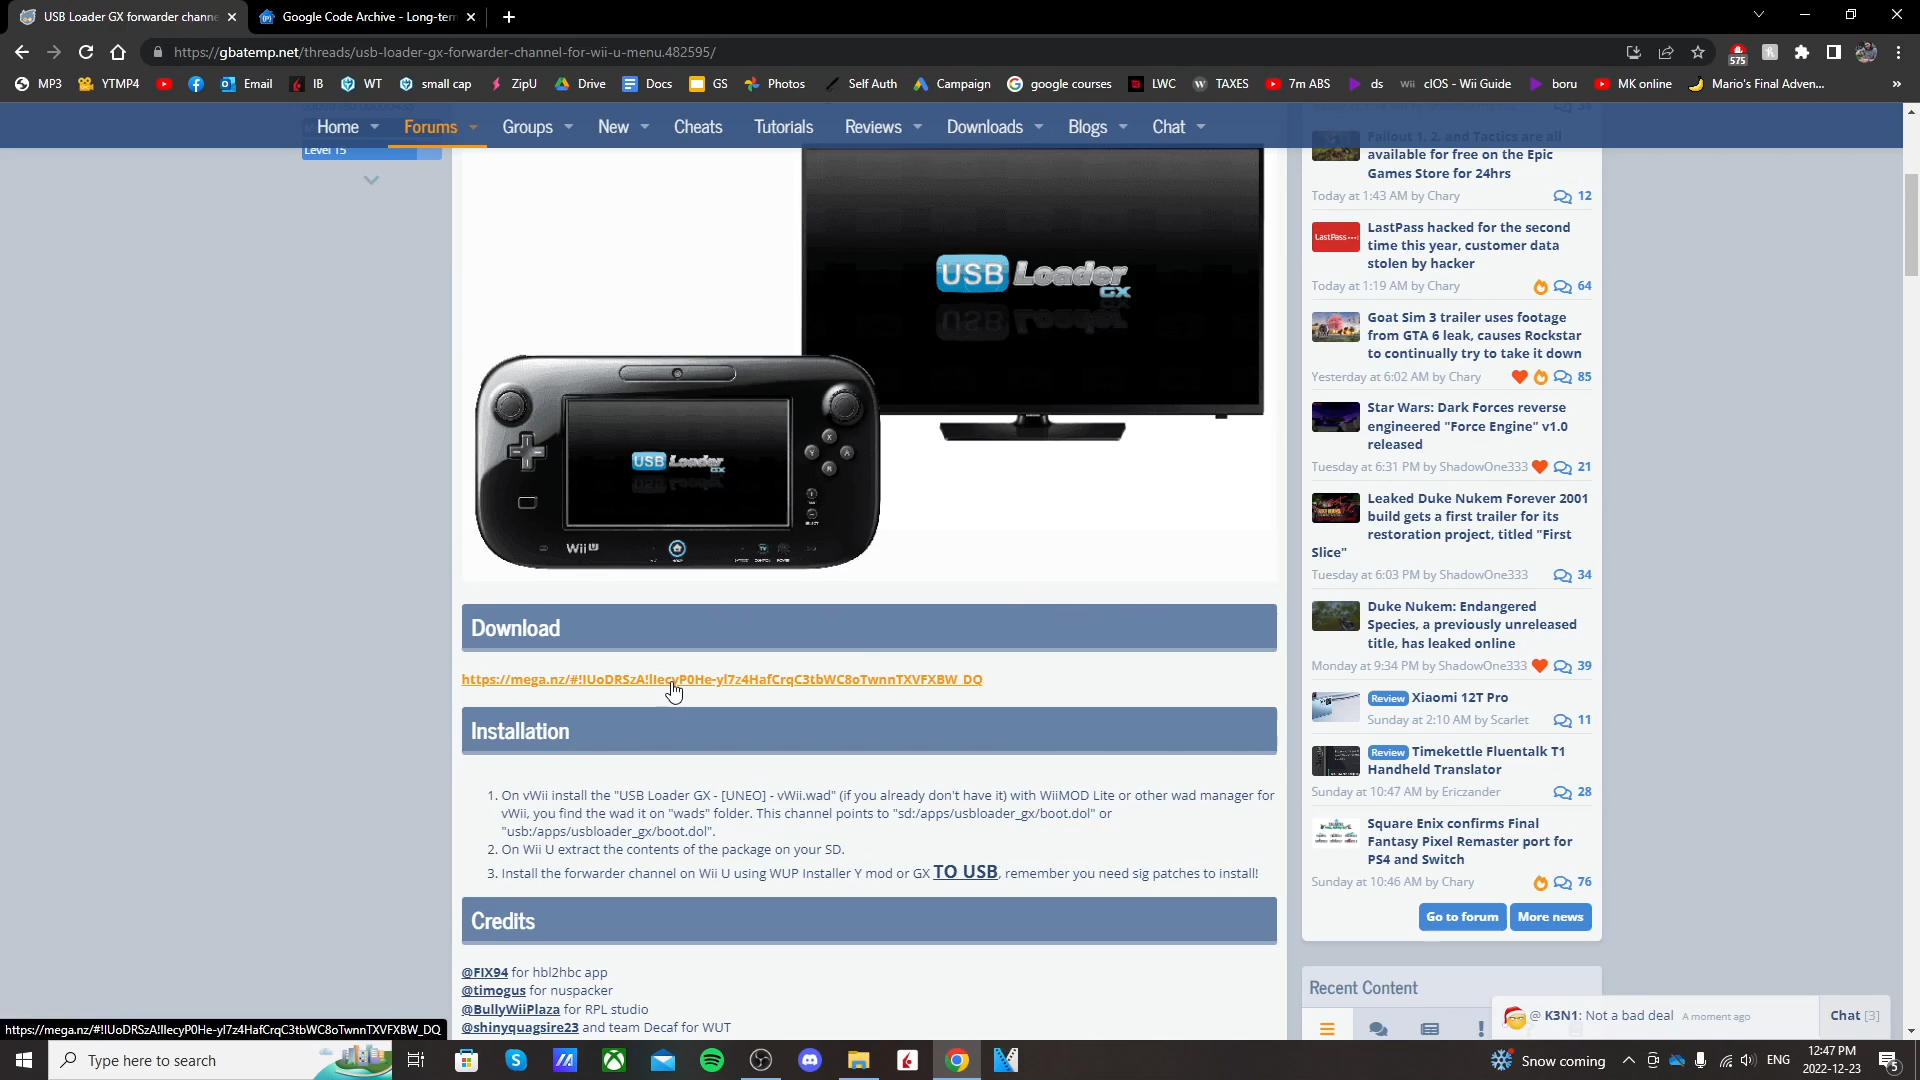 USB Loader GX forwarder channe
Google Code Archive - Long-tern
https://gbatemp.net/threads/usb-loader-gx-forwarder-channel-for-wii-u-menu.482595/
575
MP3
YTMP4
Email
IB
WT
small cap
ZipU
Drive
Docs
GS
Photos
Self Auth
Campaign
google courses
LWC
TAXES
7m ABS
ds
cIOS - Wii Guide
boru
MK online
Mario's Final Adven...
Home
Forums
Groups
New
Cheats
Tutorials
Reviews
Downloads
Blogs
Chat
Level 15
USB Loader GX
USB Loader GX
Wii U
Download
https://mega.nz/#!IUoDRSzA!lIecyP0He-yl7z4HafCrqC3tbWC8oTwnnTXVFXBW_DQ
Installation
1. On vWii install the "USB Loader GX - [UNEO] - vWii.wad" (if you already don't have it) with WiiMOD Lite or other wad manager for
vWii, you find the wad it on "wads" folder. This channel points to "sd:/apps/usbloader_gx/boot.dol" or
"usb:/apps/usbloader_gx/boot.dol".
2. On Wii U extract the contents of the package on your SD.
3. Install the forwarder channel on Wii U using WUP Installer Y mod or GX TO USB, remember you need sig patches to install!
Credits
@FIX94 for hbl2hbc app
@timogus for nuspacker
@BullyWiiPlaza for RPL studio
@shinyquagsire23 and team Decaf for WUT
Fallout 1, 2, and Tactics are all
available for free on the Epic
Games Store for 24hrs
Today at 1:43 AM by Chary
12
LastPass
LastPass hacked for the second
time this year, customer data
stolen by hacker
Today at 1:19 AM by Chary
64
Goat Sim 3 trailer uses footage
from GTA 6 leak, causes Rockstar
to continually try to take it down
Yesterday at 6:02 AM by Chary
85
Star Wars: Dark Forces reverse
engineered "Force Engine" v1.0
released
Tuesday at 6:31 PM by ShadowOne333
21
Leaked Duke Nukem Forever 2001
build gets a first trailer for its
restoration project, titled "First
Slice"
Tuesday at 6:03 PM by ShadowOne333
34
Duke Nukem: Endangered
Species, a previously unreleased
title, has leaked online
Monday at 9:34 PM by ShadowOne333
39
Review Xiaomi 12T Pro
Sunday at 2:10 AM by Scarlet
11
Review Timekettle Fluentalk T1
Handheld Translator
Sunday at 10:47 AM by Ericzander
28
Square Enix confirms Final
Fantasy Pixel Remaster port for
PS4 and Switch
Sunday at 10:46 AM by Chary
76
Go to forum
More news
Recent Content
@ K3N1: Not a bad deal A moment ago
Chat [3]
https://mega.nz/#!IUoDRSzA!lIecyP0He-yl7z4HafCrqC3tbWC8oTwnnTXVFXBW_DQ
Type here to search
Snow coming
ENG
12:47 PM
2022-12-23
5